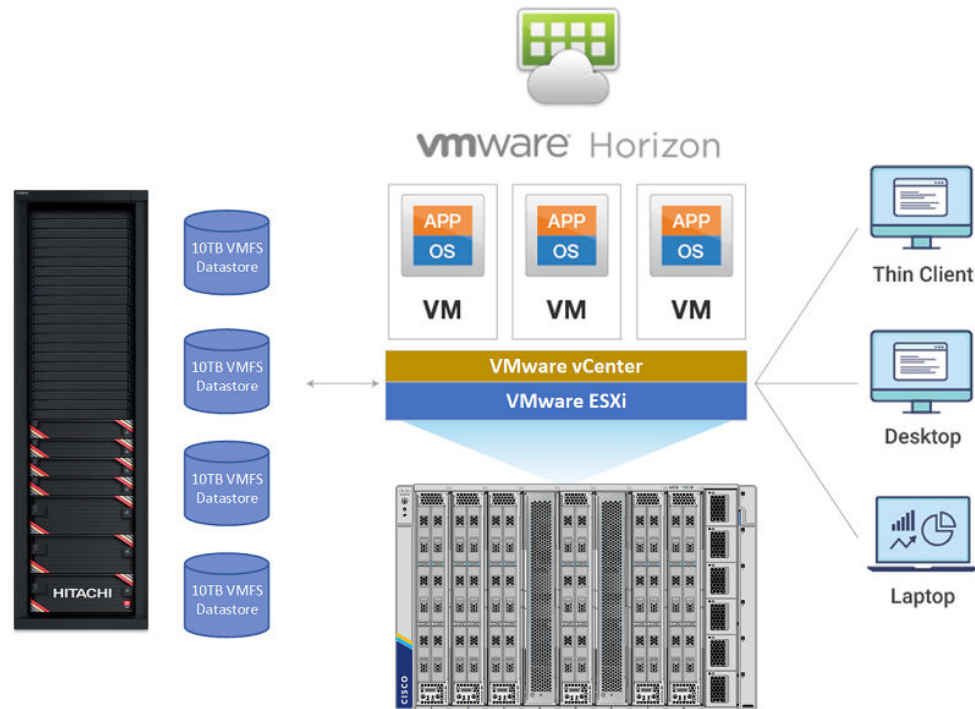 vmware Horizon
APP
OS
VM
APP
OS
VM
APP
OS
VM
VMware vCenter
VMware ESXi
10TB VMFS
Datastore
10TB VMFS
Datastore
10TB VMFS
Datastore
10TB VMFS
Datastore
HITACHI
CISCO
Thin Client
Desktop
Laptop